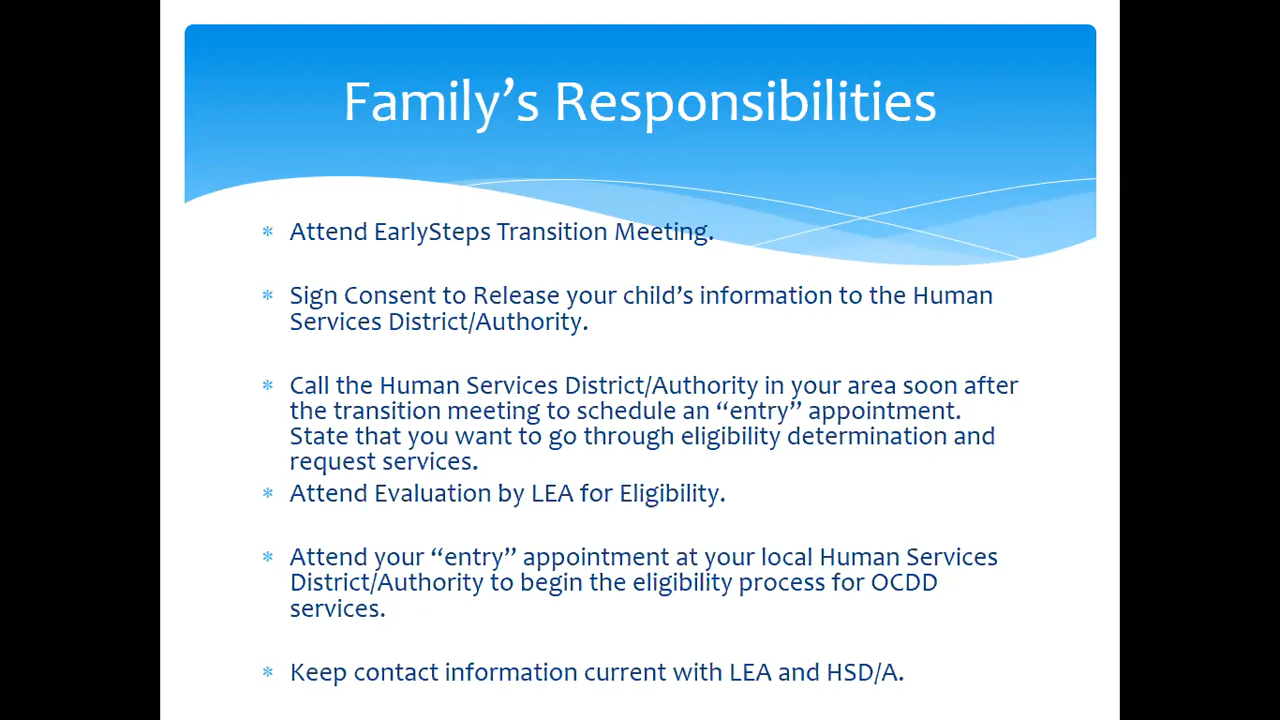 Family’s Responsibilities
* Attend EarlySteps Transition Meeting.
* Sign Consent to Release your child’s information to the Human
Services District/Authority.
* Call the Human Services District/Authority in your area soon after
the transition meeting to schedule an “entry” appointment.
State that you want to go through eligibility determination and
request services.
* Attend Evaluation by LEA for Eligibility.
* Attend your “entry” appointment at your local Human Services
District/Authority to begin the eligibility process for OCDD
services.
* Keep contact information current with LEA and HSD/A.